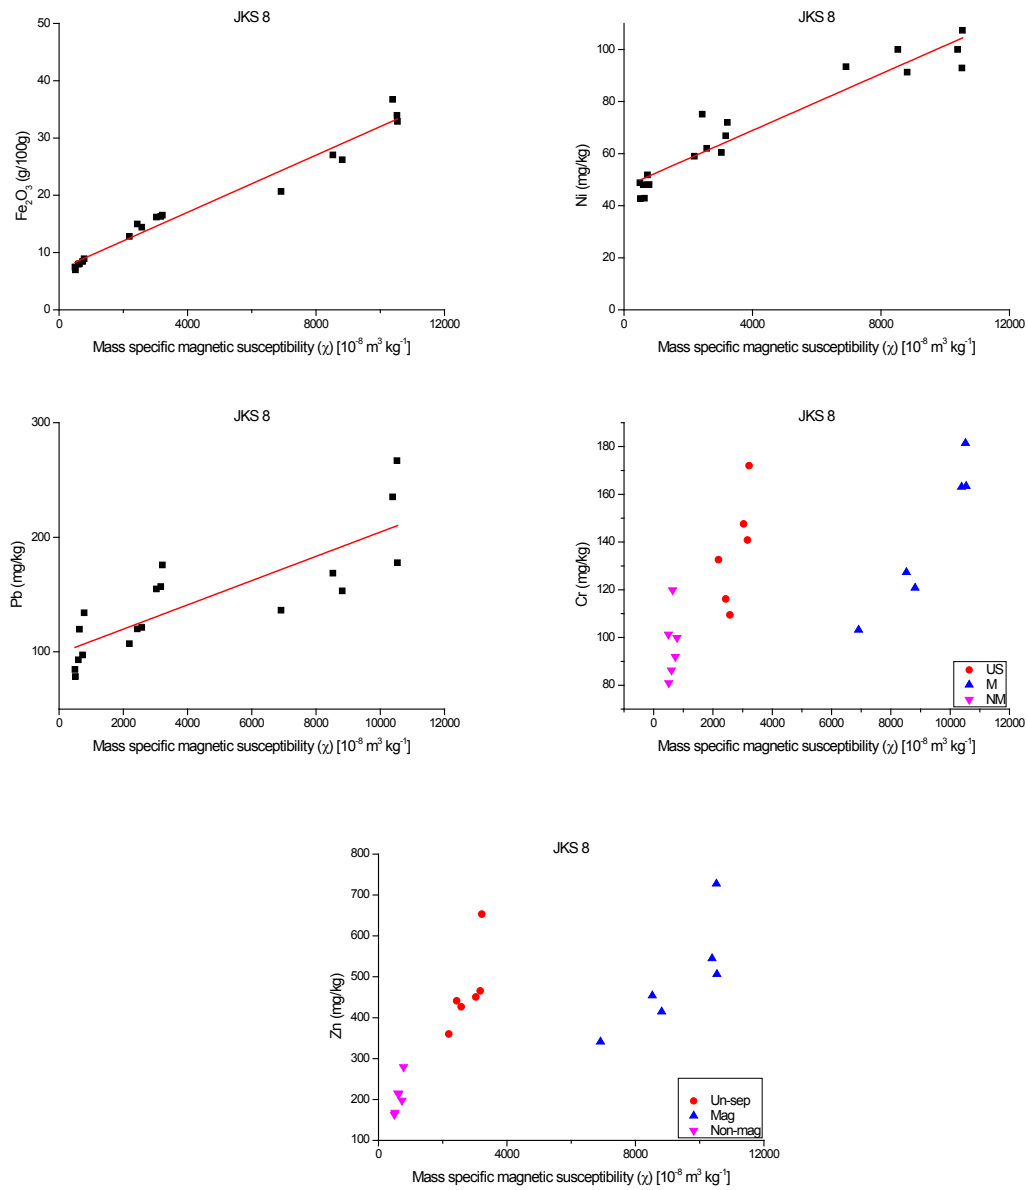 JKS 8
50
40
30
20
10
0
Fe₂O₃ (g/100g)
0 4000 8000 12000
Mass specific magnetic susceptibility (χ) [10⁻⁸ m³ kg⁻¹]
JKS 8
100
80
60
40
20
0
Ni (mg/kg)
0 4000 8000 12000
Mass specific magnetic susceptibility (χ) [10⁻⁸ m³ kg⁻¹]
JKS 8
300
200
100
Pb (mg/kg)
0 2000 4000 6000 8000 10000 12000
Mass specific magnetic susceptibility (χ) [10⁻⁸ m³ kg⁻¹]
JKS 8
180
160
140
120
100
80
Cr (mg/kg)
US
M
NM
0 2000 4000 6000 8000 10000 12000
Mass specific magnetic susceptibility (χ) [10⁻⁸ m³ kg⁻¹]
JKS 8
800
700
600
500
400
300
200
100
Zn (mg/kg)
Un-sep
Mag
Non-mag
0 4000 8000 12000
Mass specific magnetic susceptibility (χ) [10⁻⁸ m³ kg⁻¹]